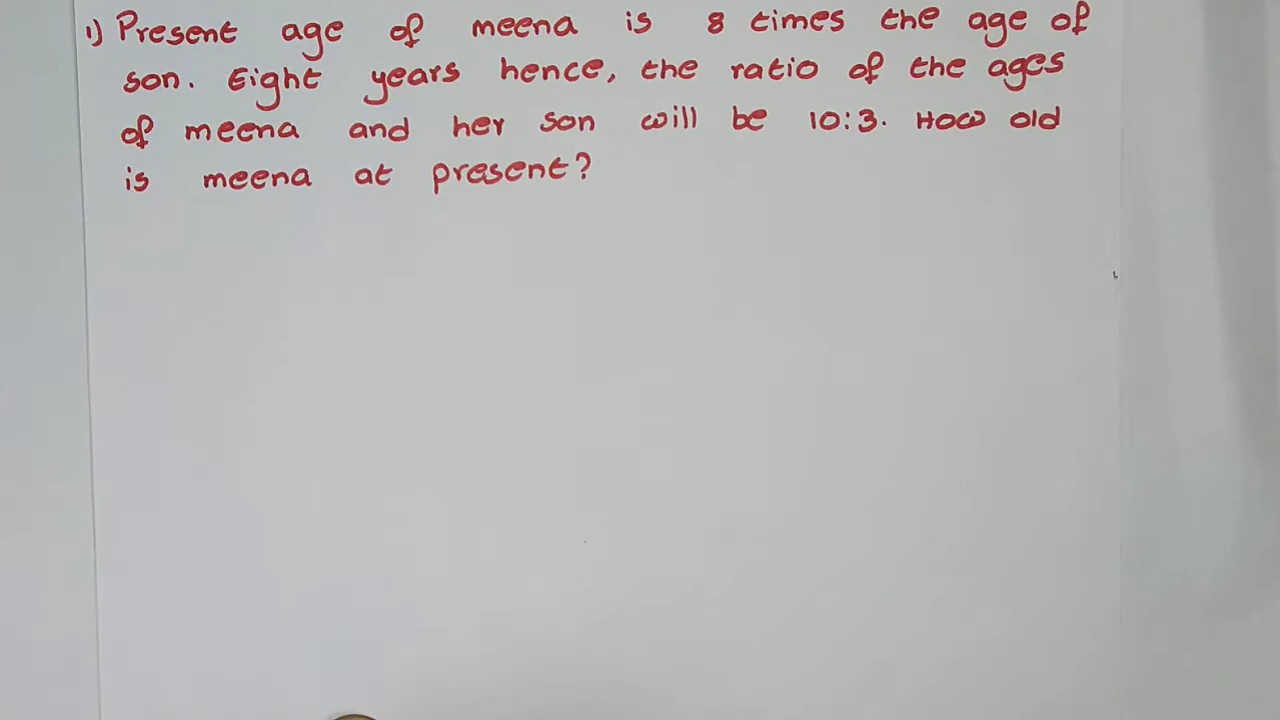 1) Present age of meena is 8 times the age of
son. Eight years hence, the ratio of the ages
of meena and her son will be 10:3. How old
is meena at present?